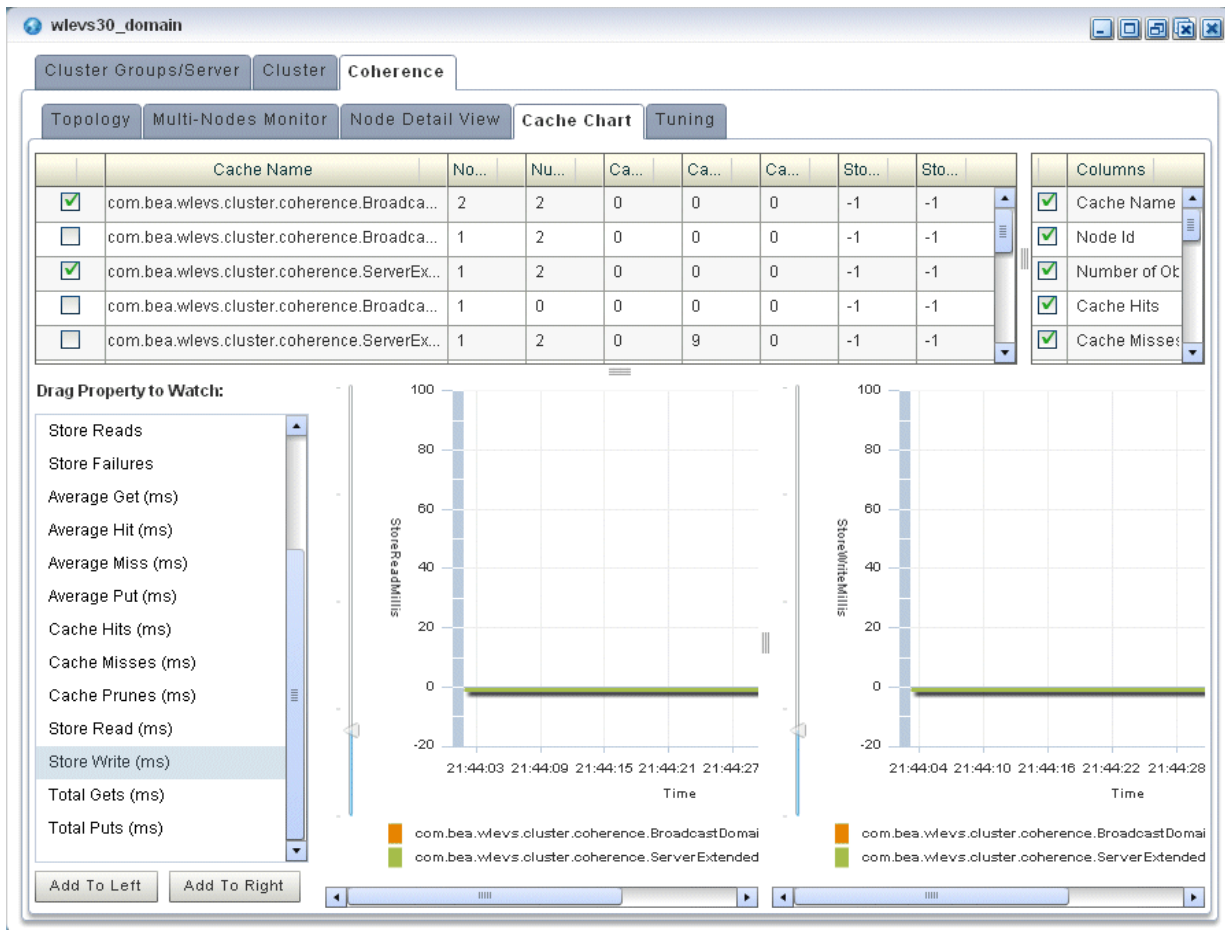 wlevs30_domain
Cluster Groups/Server Cluster Coherence
Topology Multi-Nodes Monitor Node Detail View Cache Chart Tuning
Cache Name No... Nu... Ca... Ca... Ca... Sto... Sto... Columns
com.bea.wlevs.cluster.coherence.Broadca... 2 2 0 0 0 -1 -1 Cache Name
com.bea.wlevs.cluster.coherence.Broadca... 1 2 0 0 0 -1 -1 Node Id
com.bea.wlevs.cluster.coherence.ServerEx... 1 2 0 0 0 -1 -1 Number of Ob
com.bea.wlevs.cluster.coherence.Broadca... 1 0 0 0 0 -1 -1 Cache Hits
com.bea.wlevs.cluster.coherence.ServerEx... 1 2 0 9 0 -1 -1 Cache Misses
Drag Property to Watch:
Store Reads
Store Failures
Average Get (ms)
Average Hit (ms)
Average Miss (ms)
Average Put (ms)
Cache Hits (ms)
Cache Misses (ms)
Cache Prunes (ms)
Store Read (ms)
Store Write (ms)
Total Gets (ms)
Total Puts (ms)
Add To Left Add To Right
100
80
60
40
20
0
-20
StoreReadMillis
21:44:03 21:44:09 21:44:15 21:44:21 21:44:27
Time
com.bea.wlevs.cluster.coherence.BroadcastDomai
com.bea.wlevs.cluster.coherence.ServerExtended
100
80
60
40
20
0
-20
StoreWriteMillis
21:44:04 21:44:10 21:44:16 21:44:22 21:44:28
Time
com.bea.wlevs.cluster.coherence.BroadcastDomai
com.bea.wlevs.cluster.coherence.ServerExtended